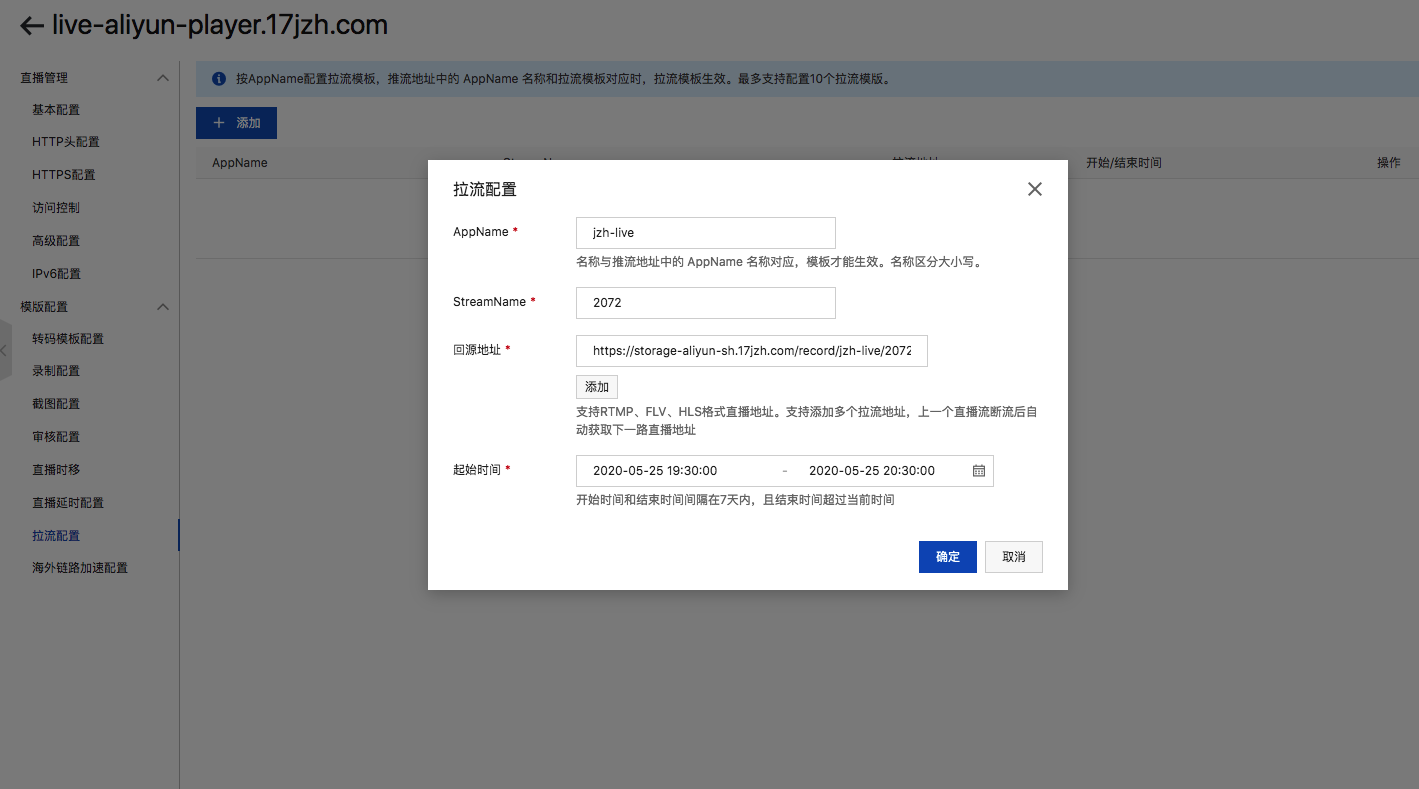 live-aliyun-player.17jzh.com
直播管理
基本配置
HTTP头配置
HTTPS配置
访问控制
高级配置
IPv6配置
模版配置
转码模板配置
录制配置
截图配置
审核配置
直播时移
直播延时配置
拉流配置
海外链路加速配置
按AppName配置拉流模板，推流地址中的 AppName 名称和拉流模板对应时，拉流模板生效。最多支持配置10个拉流模版。
添加
AppName
开始/结束时间
操作
拉流配置
AppName *
jzh-live
名称与推流地址中的 AppName 名称对应，模板才能生效。名称区分大小写。
StreamName *
2072
回源地址 *
https://storage-aliyun-sh.17jzh.com/record/jzh-live/2072
添加
支持RTMP、FLV、HLS格式直播地址。支持添加多个拉流地址，上一个直播流断流后自
动获取下一路直播地址
起始时间 *
2020-05-25 19:30:00 - 2020-05-25 20:30:00
开始时间和结束时间间隔在7天内，且结束时间超过当前时间
确定
取消